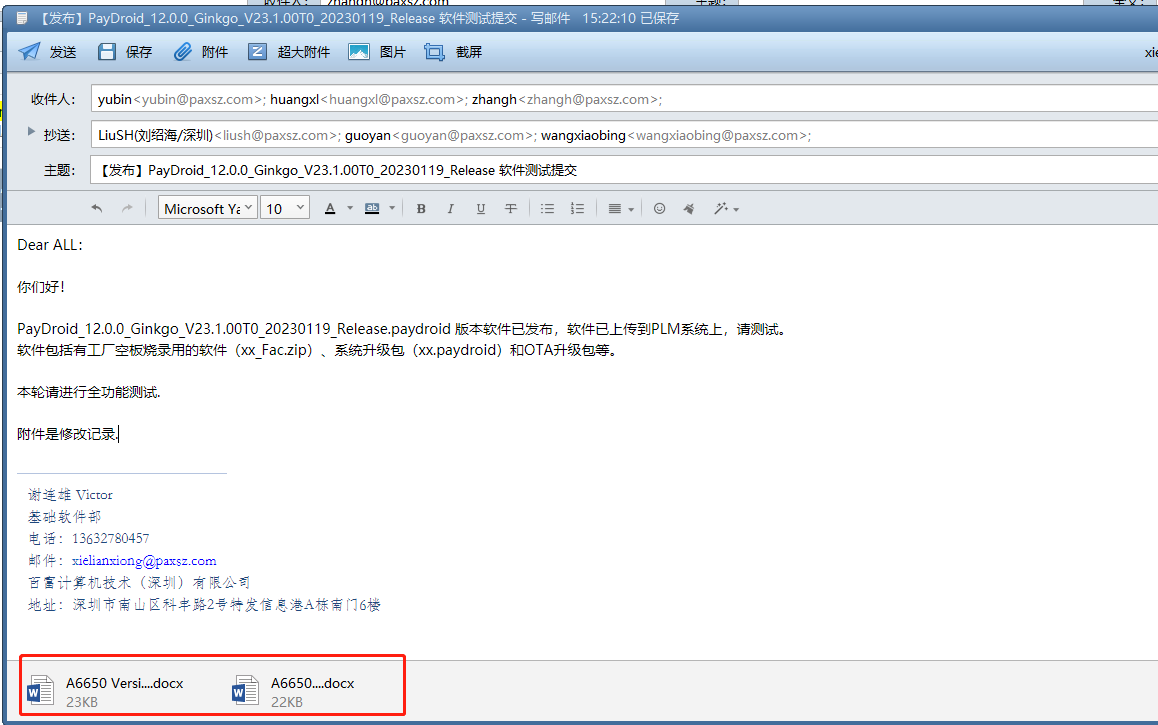 zhangh@paxsz.com
【发布】PayDroid_12.0.0_Ginkgo_V23.1.00T0_20230119_Release 软件测试提交 - 写邮件 15:22:10 已保存
发送 保存 附件 超大附件 图片 截屏 xie
收件人： yubin<yubin@paxsz.com>; huangxl<huangxl@paxsz.com>; zhangh<zhangh@paxsz.com>;
抄送： LiuSH(刘绍海/深圳)<liush@paxsz.com>; guoyan<guoyan@paxsz.com>; wangxiaobing<wangxiaobing@paxsz.com>;
主题： 【发布】PayDroid_12.0.0_Ginkgo_V23.1.00T0_20230119_Release 软件测试提交
Microsoft Ya 10 A ab B I U T
Dear ALL:
你们好！
PayDroid_12.0.0_Ginkgo_V23.1.00T0_20230119_Release.paydroid 版本软件已发布，软件已上传到PLM系统上，请测试。
软件包括有工厂空板烧录用的软件（xx_Fac.zip）、系统升级包（xx.paydroid）和OTA升级包等。
本轮请进行全功能测试.
附件是修改记录.
谢连雄 Victor
基础软件部
电话：13632780457
邮件：xielianxiong@paxsz.com
百富计算机技术（深圳）有限公司
地址：深圳市南山区科丰路2号特发信息港A栋南门6楼
A6650 Versi....docx A6650....docx
23KB 22KB